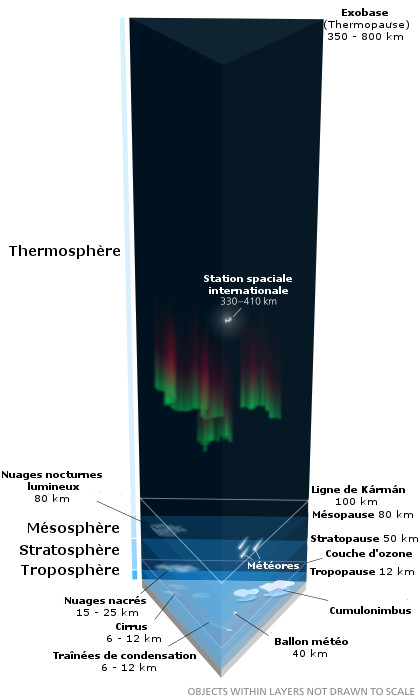 Exobase
(Thermopause)
350 - 800 km
Thermosphère
Station spaciale
internationale
330–410 km
Nuages nocturnes
lumineux
80 km
Ligne de Kármán
100 km
Mésopause 80 km
Mésosphère
Stratopause 50 km
Stratosphère
Couche d'ozone
Météores
Troposphère
Tropopause 12 km
Nuages nacrés
15 - 25 km
Cumulonimbus
Cirrus
6 - 12 km
Ballon météo
40 km
Traînées de condensation
6 - 12 km
OBJECTS WITHIN LAYERS NOT DRAWN TO SCALE